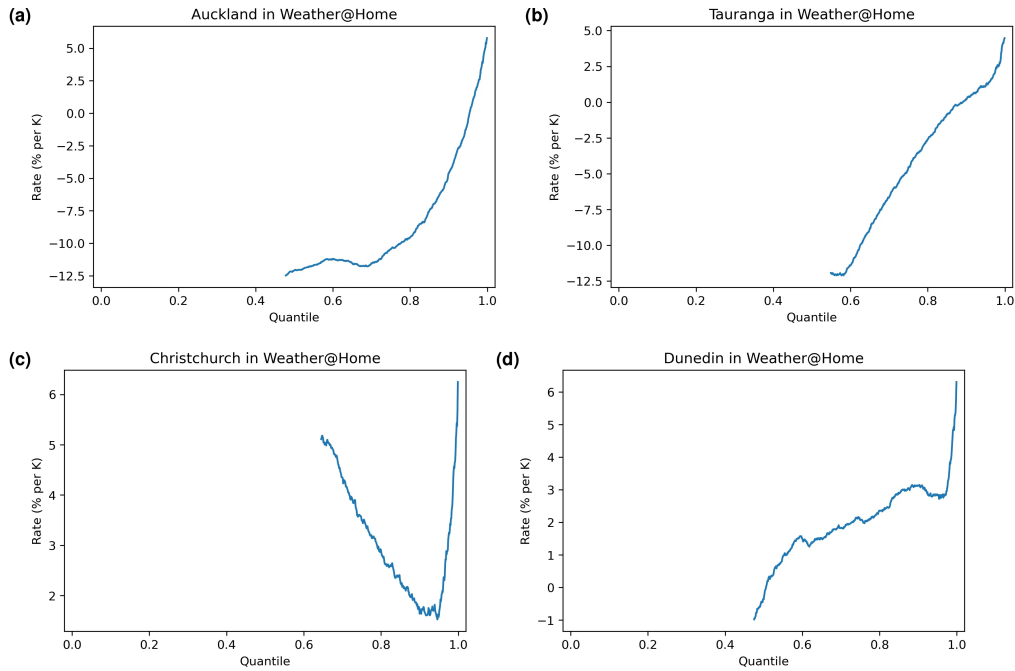 (a)
Auckland in Weather@Home
5.0
2.5
0.0
−2.5
−5.0
−7.5
−10.0
−12.5
Rate (% per K)
0.0 0.2 0.4 0.6 0.8 1.0
Quantile
(b)
Tauranga in Weather@Home
5.0
2.5
0.0
−2.5
−5.0
−7.5
−10.0
−12.5
Rate (% per K)
0.0 0.2 0.4 0.6 0.8 1.0
Quantile
(c)
Christchurch in Weather@Home
6
5
4
3
2
Rate (% per K)
0.0 0.2 0.4 0.6 0.8 1.0
Quantile
(d)
Dunedin in Weather@Home
6
5
4
3
2
1
0
−1
Rate (% per K)
0.0 0.2 0.4 0.6 0.8 1.0
Quantile